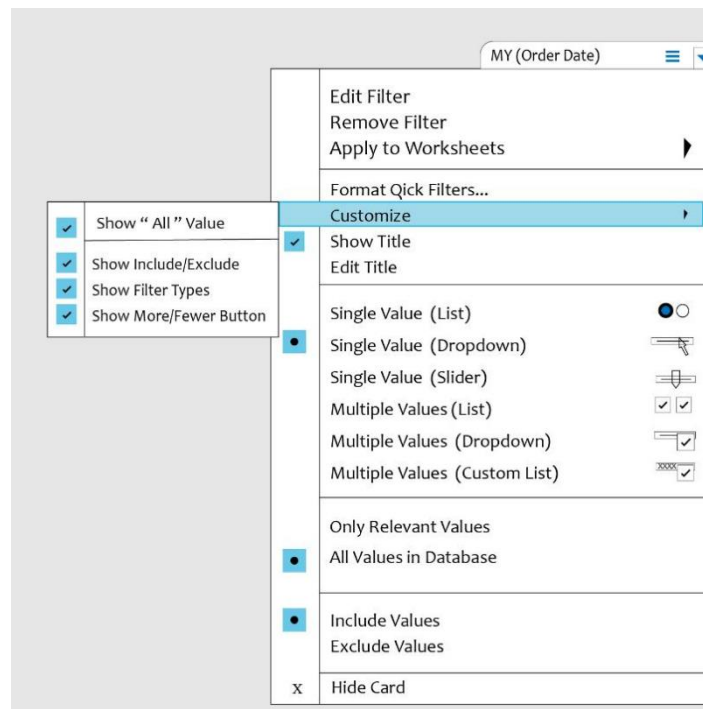 MY (Order Date)
Edit Filter
Remove Filter
Apply to Worksheets
Format Qick Filters...
Customize
Show Title
Edit Title
Show “ All ” Value
Show Include/Exclude
Show Filter Types
Show More/Fewer Button
Single Value (List)
Single Value (Dropdown)
Single Value (Slider)
Multiple Values (List)
Multiple Values (Dropdown)
Multiple Values (Custom List)
Only Relevant Values
All Values in Database
Include Values
Exclude Values
x Hide Card